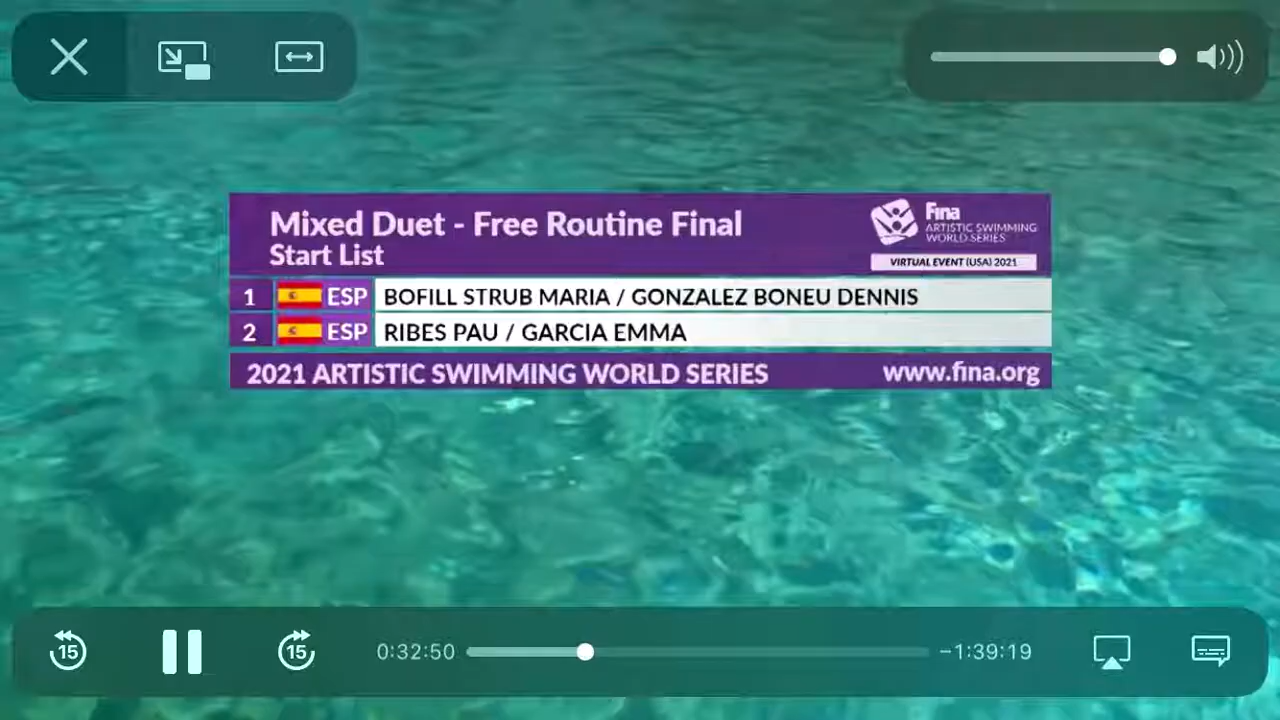 Mixed Duet - Free Routine Final
Start List
Fina
ARTISTIC SWIMMING
WORLD SERIES
VIRTUAL EVENT (USA) 2021
1 ESP BOFILL STRUB MARIA / GONZALEZ BONEU DENNIS
2 ESP RIBES PAU / GARCIA EMMA
2021 ARTISTIC SWIMMING WORLD SERIES www.fina.org
15 15 0:32:50 −1:39:19